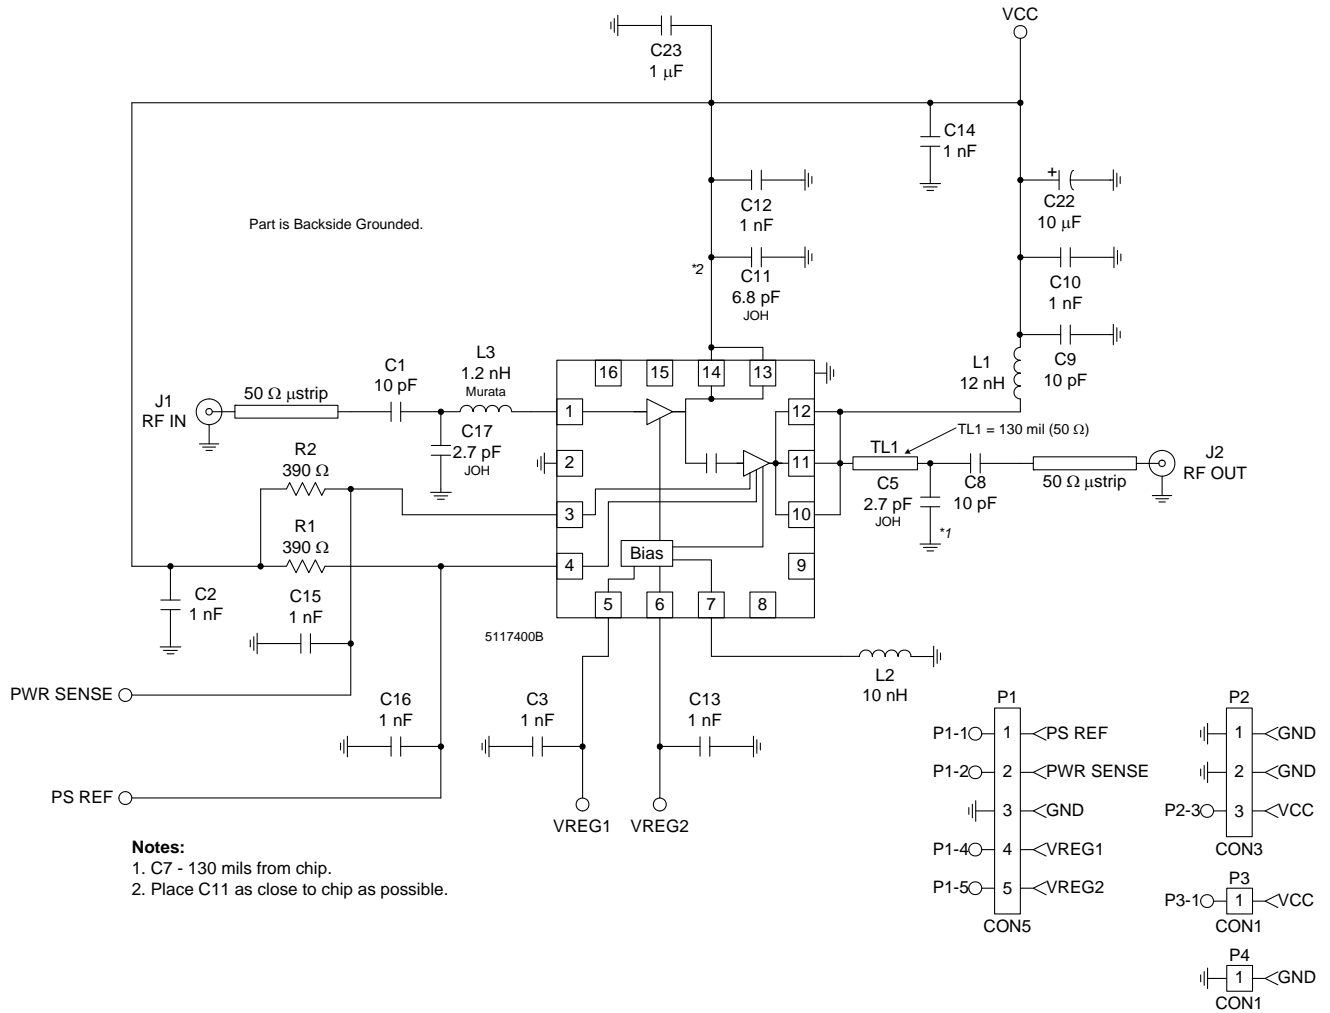 VCC
C23
1 μF
C14
1 nF
+
C22
10 μF
C12
1 nF
Part is Backside Grounded.
*2
C11
6.8 pF
JOH
C10
1 nF
C9
10 pF
L1
12 nH
L3
1.2 nH
Murata
C1
10 pF
J1
RF IN
50 Ω μstrip
C17
2.7 pF
JOH
16
15
14
13
1
2
3
4
12
11
10
9
Bias
5
6
7
8
TL1 = 130 mil (50 Ω)
TL1
C5
2.7 pF
JOH
*1
C8
10 pF
50 Ω μstrip
J2
RF OUT
R2
390 Ω
R1
390 Ω
C2
1 nF
C15
1 nF
5117400B
PWR SENSE
C16
1 nF
C3
1 nF
C13
1 nF
L2
10 nH
PS REF
VREG1
VREG2
P1
P1-1 1 PS REF
P1-2 2 PWR SENSE
3 GND
P1-4 4 VREG1
P1-5 5 VREG2
CON5
P2
1 GND
2 GND
P2-3 3 VCC
CON3
P3
P3-1 1 VCC
CON1
P4
1 GND
CON1
Notes:
1. C7 - 130 mils from chip.
2. Place C11 as close to chip as possible.